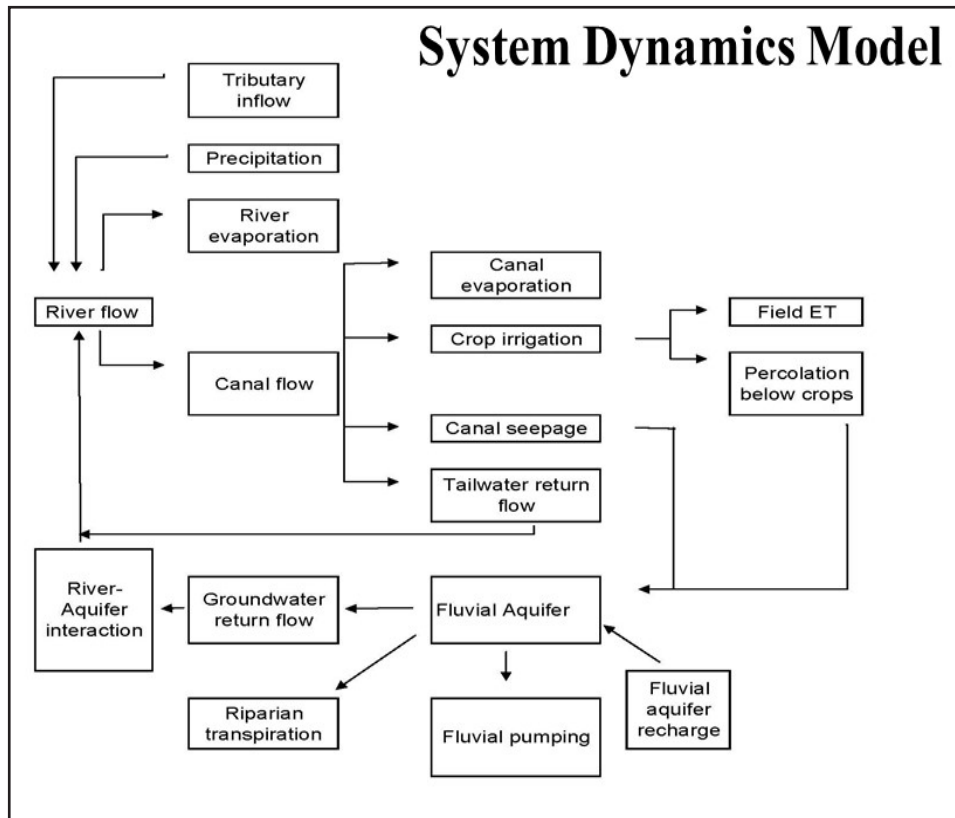 System Dynamics Model
Tributary
inflow
Precipitation
River
evaporation
Canal
evaporation
River flow
Crop irrigation
Field ET
Canal flow
Percolation
below crops
Canal seepage
Tailwater return
flow
River-
Aquifer
interaction
Groundwater
return flow
Fluvial Aquifer
Fluvial
aquifer
recharge
Riparian
transpiration
Fluvial pumping